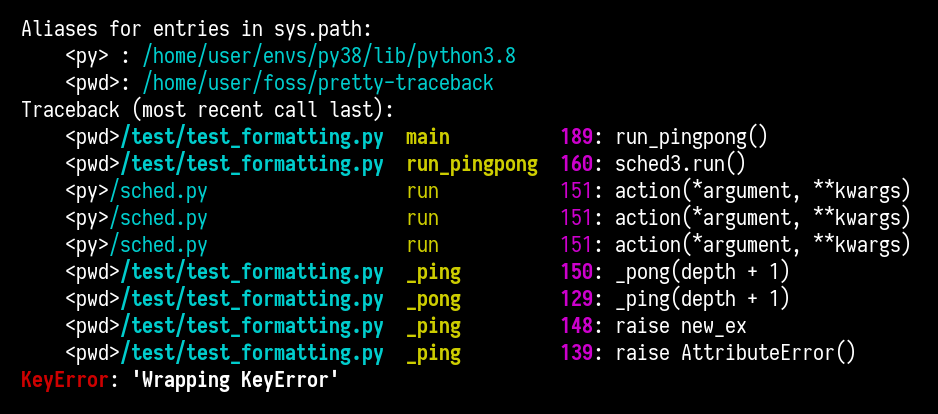 Aliases for entries in sys.path:
    <py> : /home/user/envs/py38/lib/python3.8
    <pwd>: /home/user/foss/pretty-traceback
Traceback (most recent call last):
    <pwd>/test/test_formatting.py  main          189: run_pingpong()
    <pwd>/test/test_formatting.py  run_pingpong  160: sched3.run()
    <py>/sched.py                  run           151: action(*argument, **kwargs)
    <py>/sched.py                  run           151: action(*argument, **kwargs)
    <py>/sched.py                  run           151: action(*argument, **kwargs)
    <pwd>/test/test_formatting.py  _ping         150: _pong(depth + 1)
    <pwd>/test/test_formatting.py  _pong         129: _ping(depth + 1)
    <pwd>/test/test_formatting.py  _ping         148: raise new_ex
    <pwd>/test/test_formatting.py  _ping         139: raise AttributeError()
KeyError: 'Wrapping KeyError'